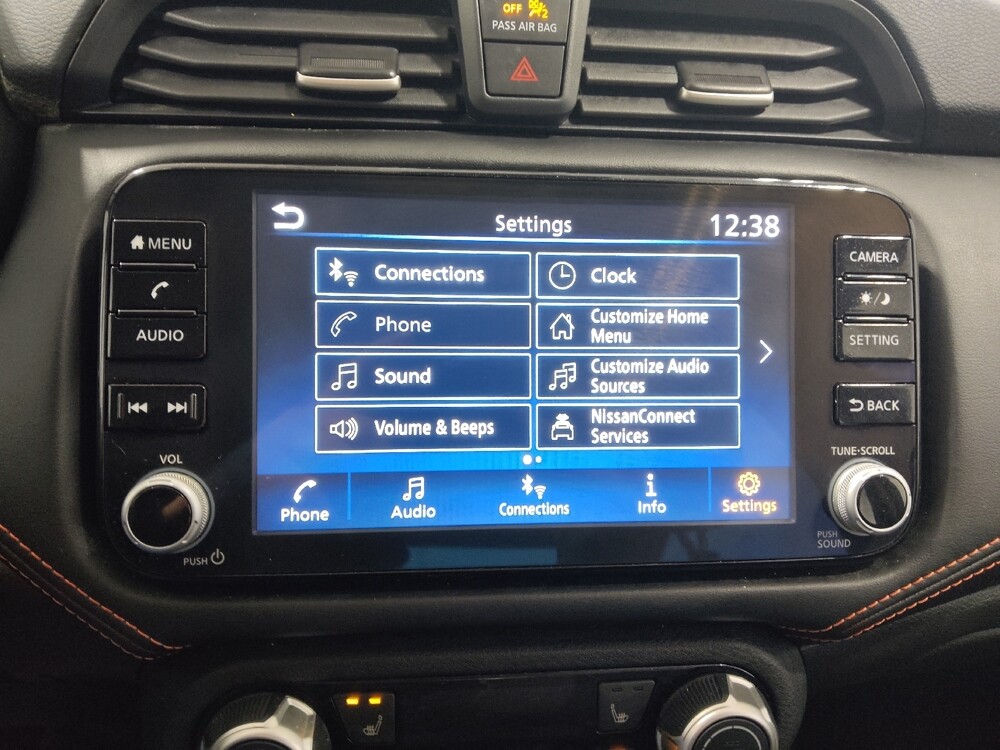 OFF 2
PASS AIR BAG
MENU
AUDIO
VOL
PUSH
Settings 12:38
Connections
Clock
Phone
Customize Home
Menu
Sound
Customize Audio
Sources
Volume & Beeps
NissanConnect
Services
Phone
Audio
Connections
Info
Settings
CAMERA
SETTING
BACK
TUNE·SCROLL
PUSH
SOUND